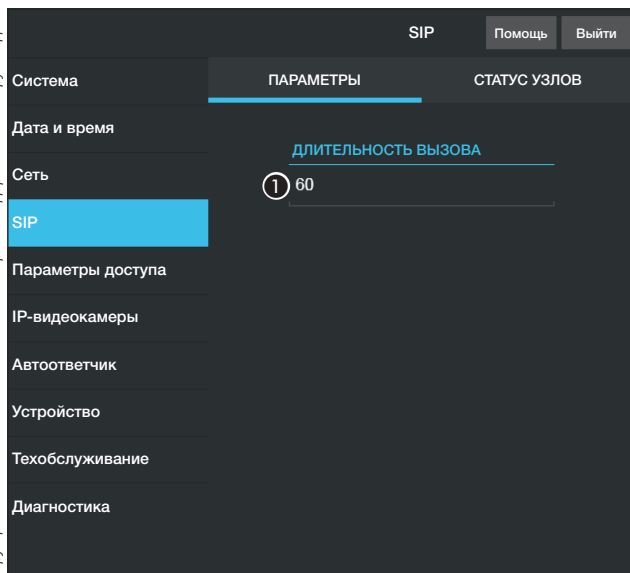 SIP Помощь Выйти
Система
ПАРАМЕТРЫ СТАТУС УЗЛОВ
Дата и время
ДЛИТЕЛЬНОСТЬ ВЫЗОВА
Сеть
1 60
SIP
Параметры доступа
IP-видеокамеры
Автоответчик
Устройство
Техобслуживание
Диагностика